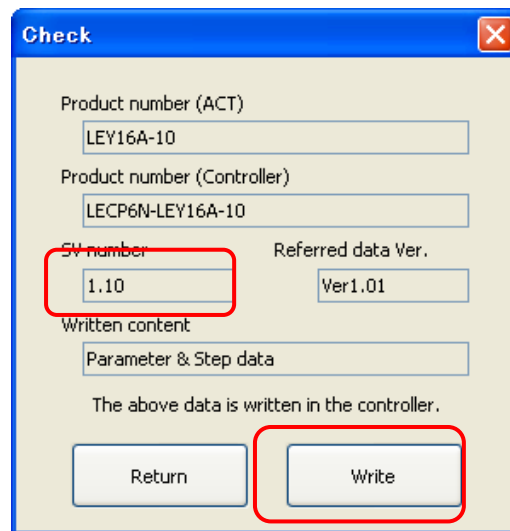 Check
Product number (ACT)
LEY16A-10
Product number (Controller)
LECP6N-LEY16A-10
SV number Referred data Ver.
1.10 Ver1.01
Written content
Parameter & Step data
The above data is written in the controller.
Return Write